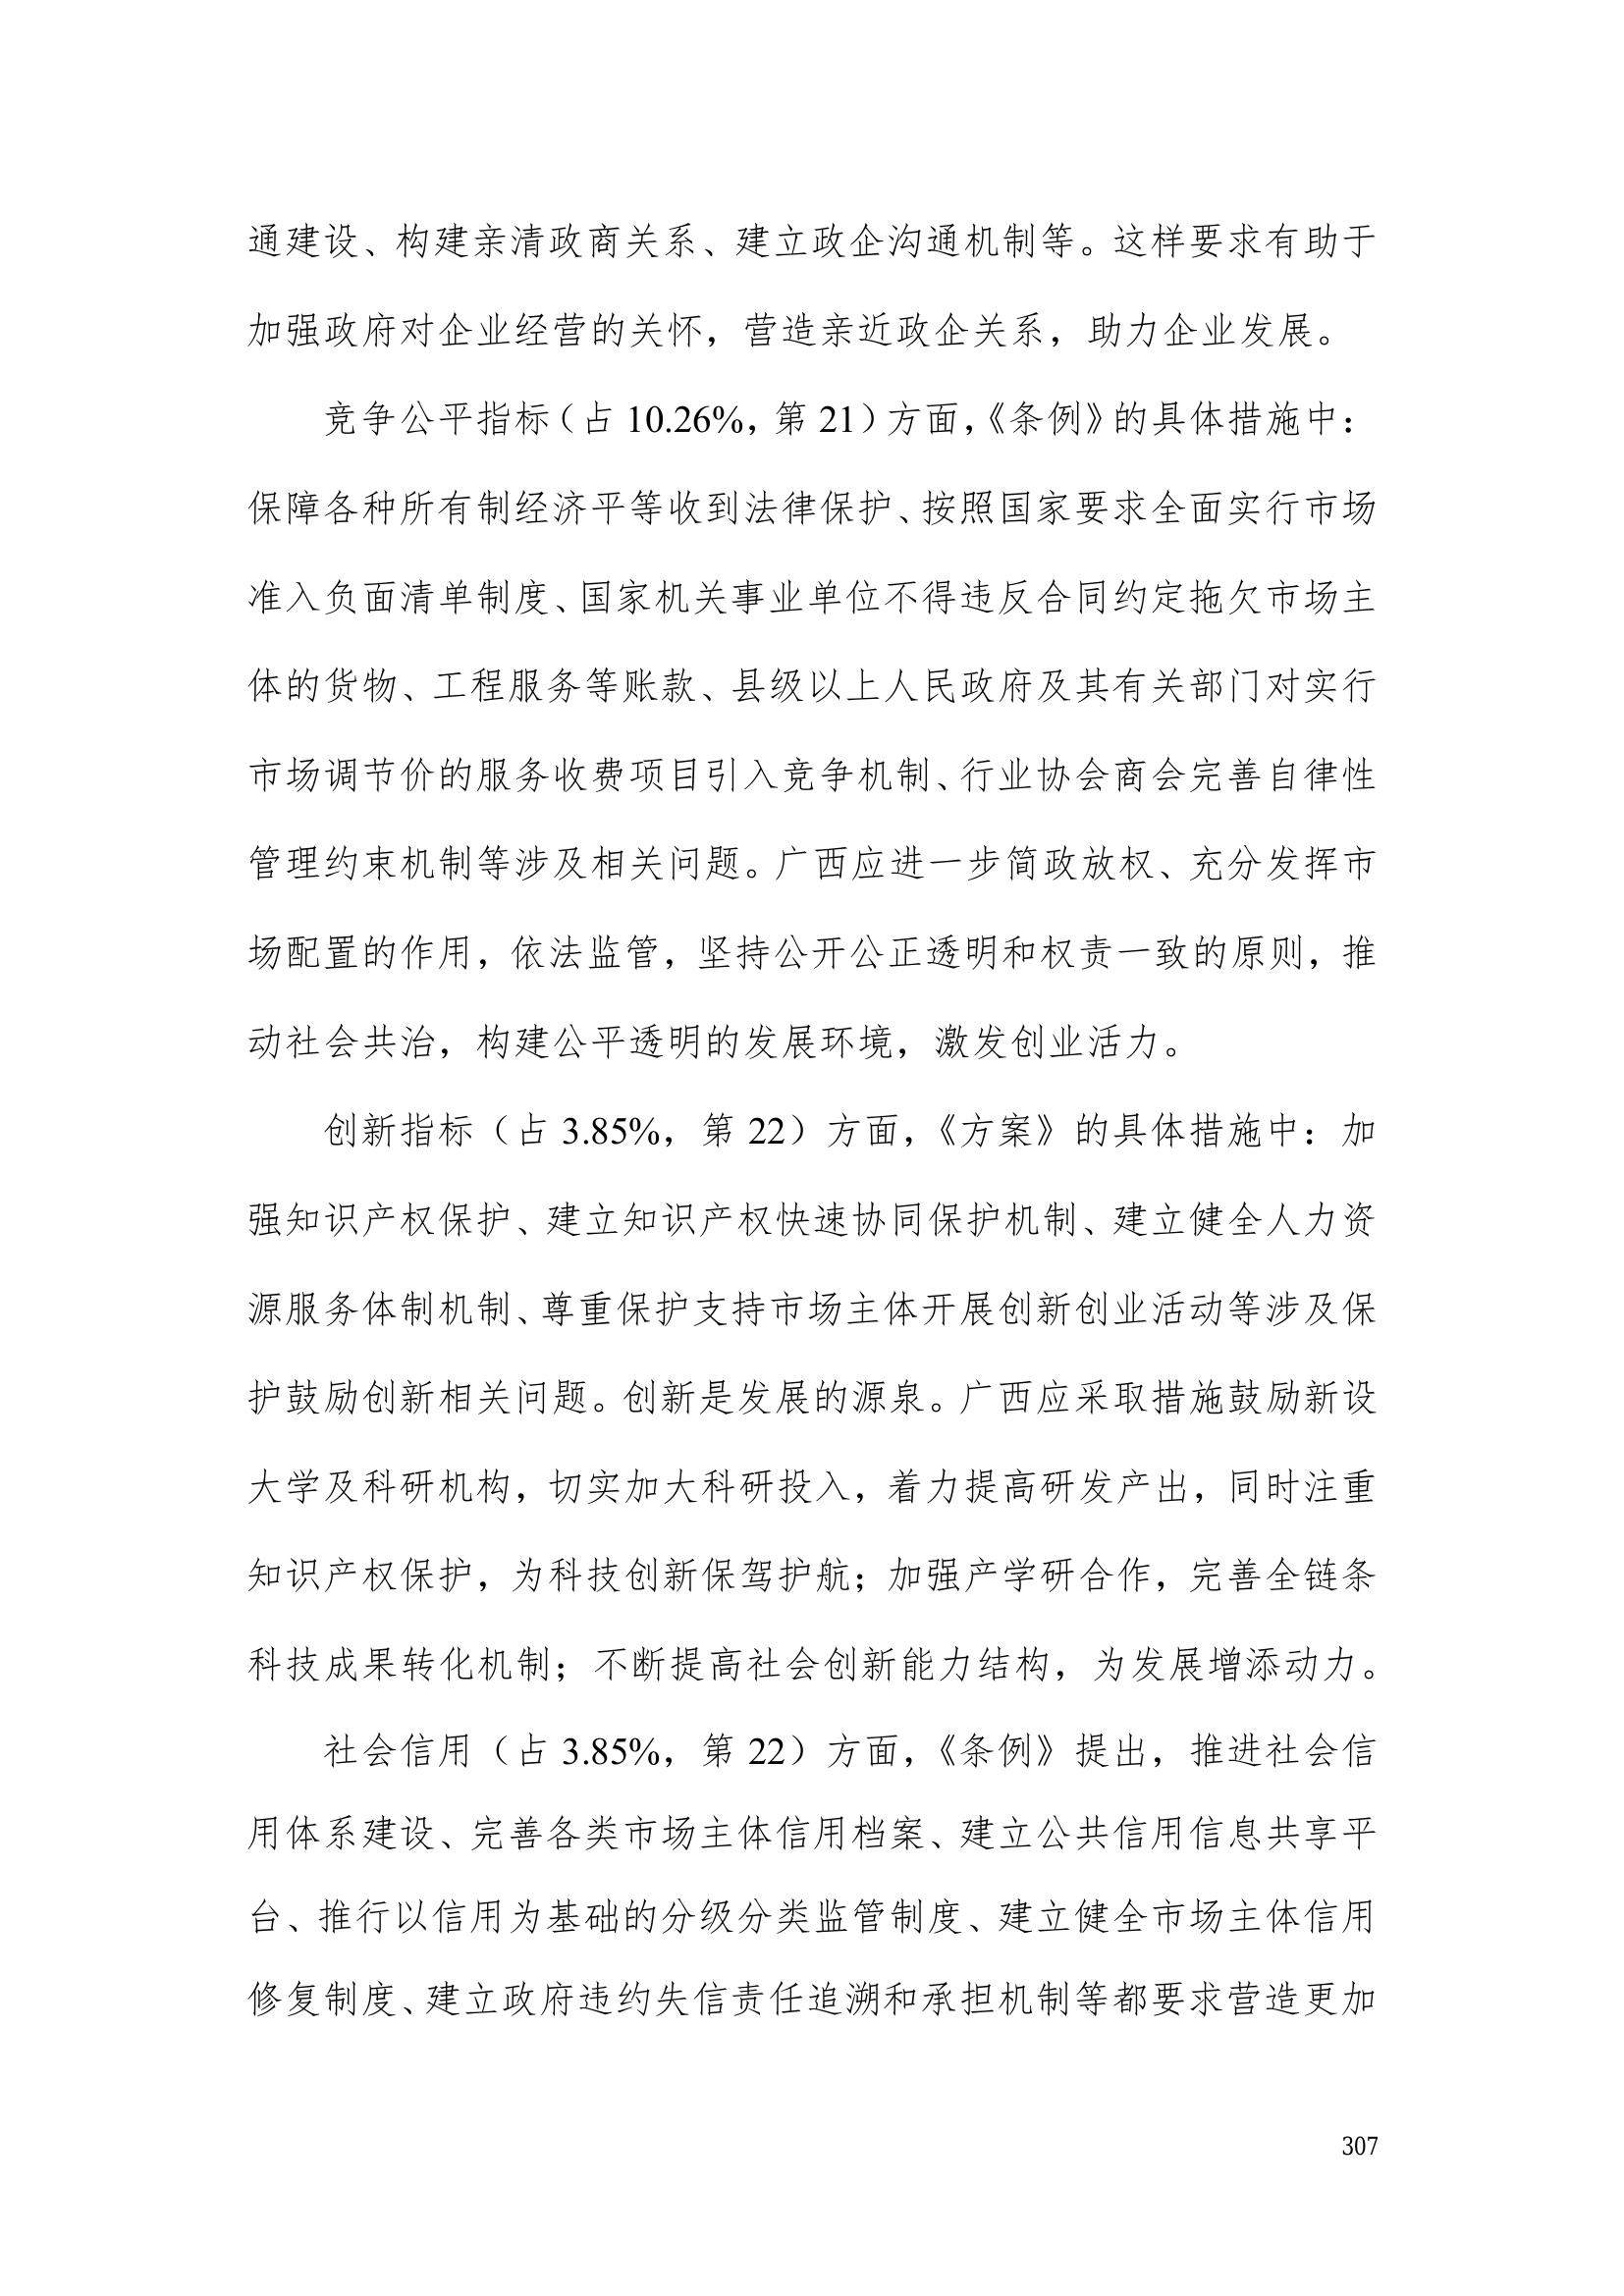 通建设、构建亲清政商关系、建立政企沟通机制等。这样要求有助于
加强政府对企业经营的关怀，营造亲近政企关系，助力企业发展。
竞争公平指标（占 10.26%，第 21）方面，《条例》的具体措施中：
保障各种所有制经济平等收到法律保护、按照国家要求全面实行市场
准入负面清单制度、国家机关事业单位不得违反合同约定拖欠市场主
体的货物、工程服务等账款、县级以上人民政府及其有关部门对实行
市场调节价的服务收费项目引入竞争机制、行业协会商会完善自律性
管理约束机制等涉及相关问题。广西应进一步简政放权、充分发挥市
场配置的作用，依法监管，坚持公开公正透明和权责一致的原则，推
动社会共治，构建公平透明的发展环境，激发创业活力。
创新指标（占 3.85%，第 22）方面，《方案》的具体措施中：加
强知识产权保护、建立知识产权快速协同保护机制、建立健全人力资
源服务体制机制、尊重保护支持市场主体开展创新创业活动等涉及保
护鼓励创新相关问题。创新是发展的源泉。广西应采取措施鼓励新设
大学及科研机构，切实加大科研投入，着力提高研发产出，同时注重
知识产权保护，为科技创新保驾护航；加强产学研合作，完善全链条
科技成果转化机制；不断提高社会创新能力结构，为发展增添动力。
社会信用（占 3.85%，第 22）方面，《条例》提出，推进社会信
用体系建设、完善各类市场主体信用档案、建立公共信用信息共享平
台、推行以信用为基础的分级分类监管制度、建立健全市场主体信用
修复制度、建立政府违约失信责任追溯和承担机制等都要求营造更加
307